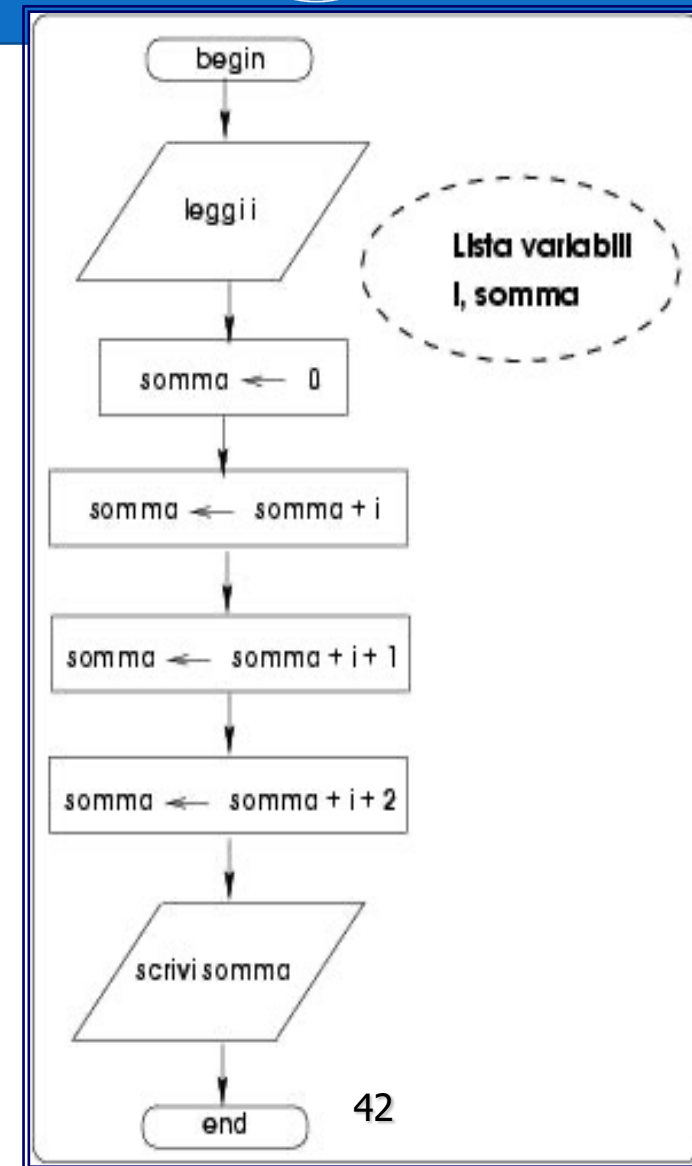 begin
leggi i
Lista variabili
i, somma
somma ← 0
somma ← somma + i
somma ← somma + i + 1
somma ← somma + i + 2
scrivi somma
end
42